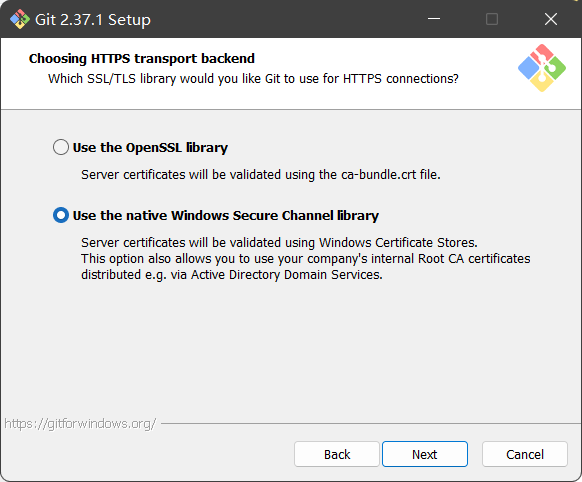 Git 2.37.1 Setup
Choosing HTTPS transport backend
Which SSL/TLS library would you like Git to use for HTTPS connections?
Use the OpenSSL library
Server certificates will be validated using the ca-bundle.crt file.
Use the native Windows Secure Channel library
Server certificates will be validated using Windows Certificate Stores.
This option also allows you to use your company's internal Root CA certificates
distributed e.g. via Active Directory Domain Services.
https://gitforwindows.org/
Back Next Cancel